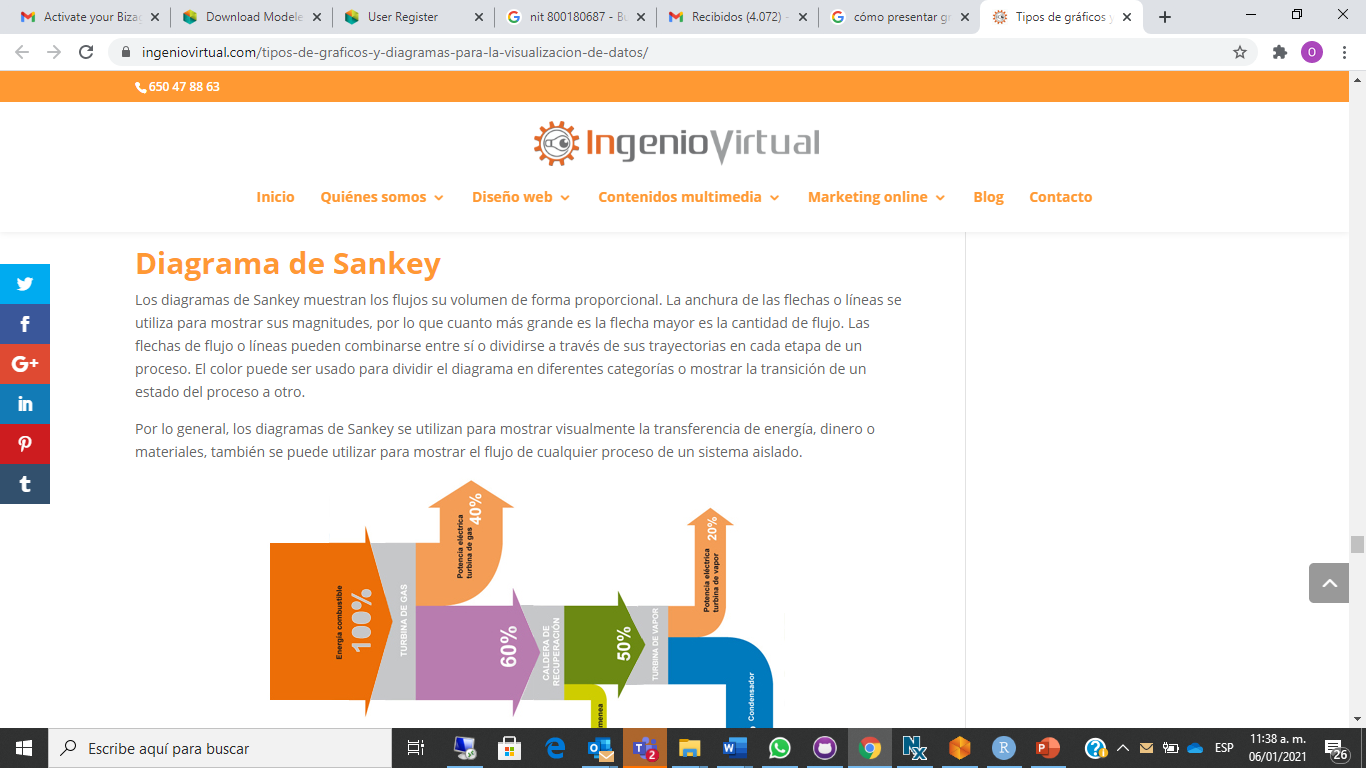 Activate your Biza
Download Modele
User Register
nit 800180687 - Bu
Recibidos (4.072) -
cómo presentar gr
Tipos de gráficos y
ingeniovirtual.com/tipos-de-graficos-y-diagramas-para-la-visualizacion-de-datos/
O
650 47 88 63
IngenioVirtual
Inicio
Quiénes somos
Diseño web
Contenidos multimedia
Marketing online
Blog
Contacto
Diagrama de Sankey
Los diagramas de Sankey muestran los flujos su volumen de forma proporcional. La anchura de las flechas o líneas se
utiliza para mostrar sus magnitudes, por lo que cuanto más grande es la flecha mayor es la cantidad de flujo. Las
flechas de flujo o líneas pueden combinarse entre sí o dividirse a través de sus trayectorias en cada etapa de un
proceso. El color puede ser usado para dividir el diagrama en diferentes categorías o mostrar la transición de un
estado del proceso a otro.
Por lo general, los diagramas de Sankey se utilizan para mostrar visualmente la transferencia de energía, dinero o
materiales, también se puede utilizar para mostrar el flujo de cualquier proceso de un sistema aislado.
Energía combustible
100%
TURBINA DE GAS
Potencia eléctrica
turbina de gas
40%
60%
CALDERA DE
RECUPERACIÓN
50%
TURBINA DE VAPOR
Potencia eléctrica
turbina de vapor
20%
Condensador
menea
Escribe aquí para buscar
2
ESP
11:38 a. m.
06/01/2021
26